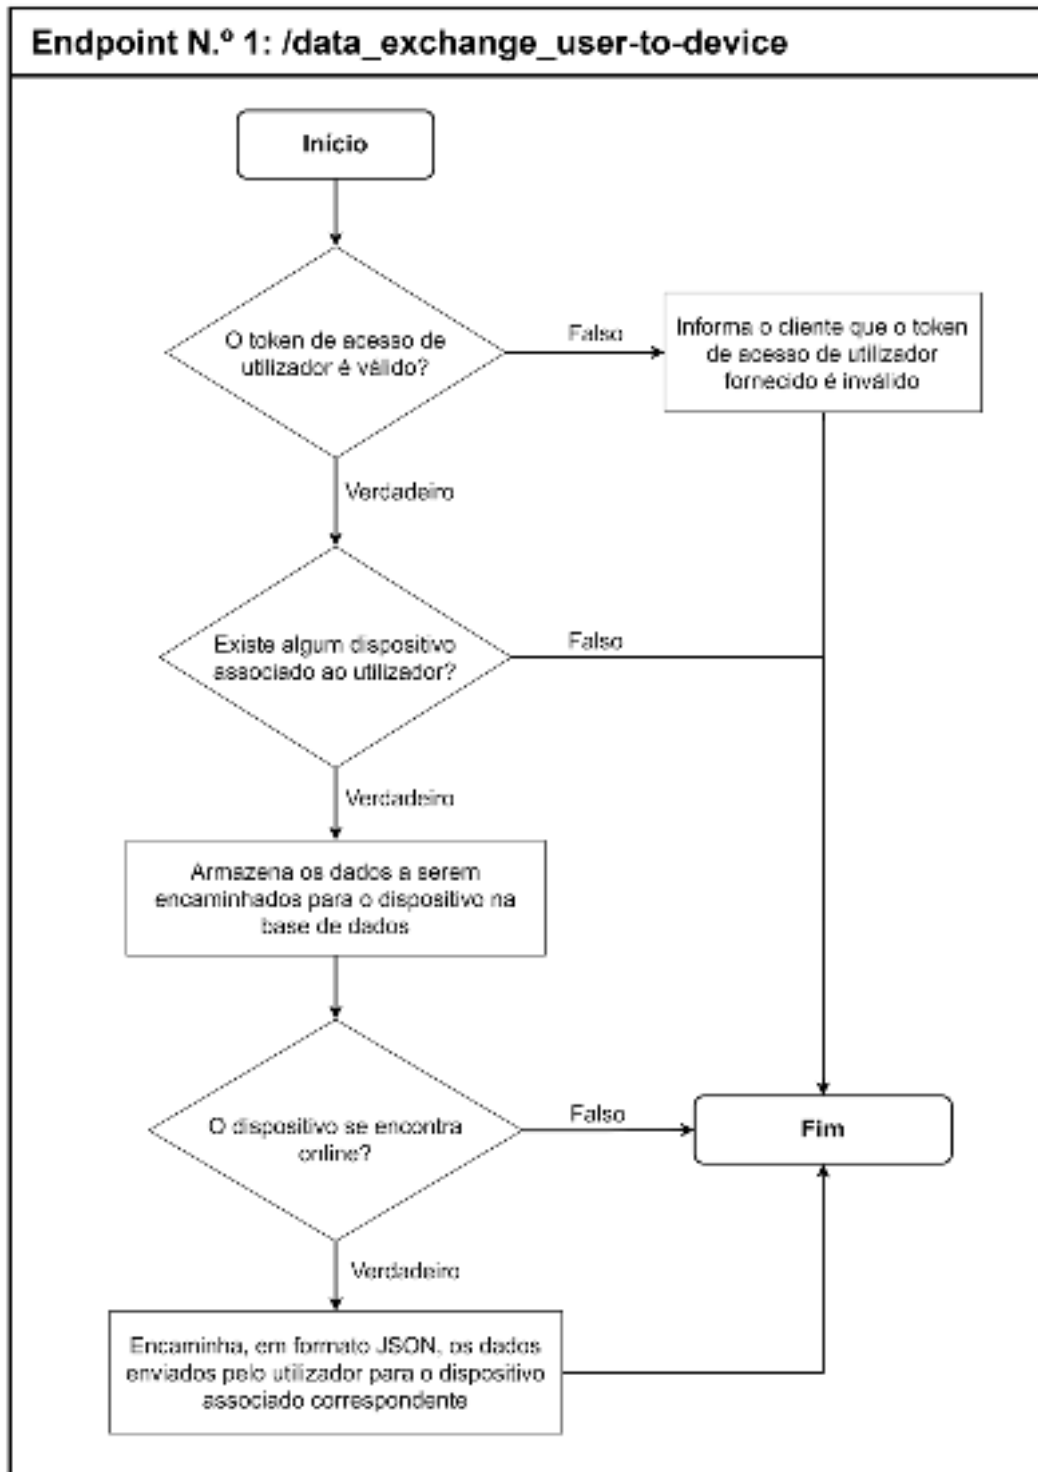 Endpoint N.º 1: /data_exchange_user-to-device
Início
O token de acesso de
utilizador é válido?
Falso
Informa o cliente que o token
de acesso de utilizador
fornecido é inválido
Verdadeiro
Existe algum dispositivo
associado ao utilizador?
Falso
Verdadeiro
Armazena os dados a serem
encaminhados para o dispositivo na
base de dados
O dispositivo se encontra
online?
Falso
Fim
Verdadeiro
Encaminha, em formato JSON, os dados
enviados pelo utilizador para o dispositivo
associado correspondente